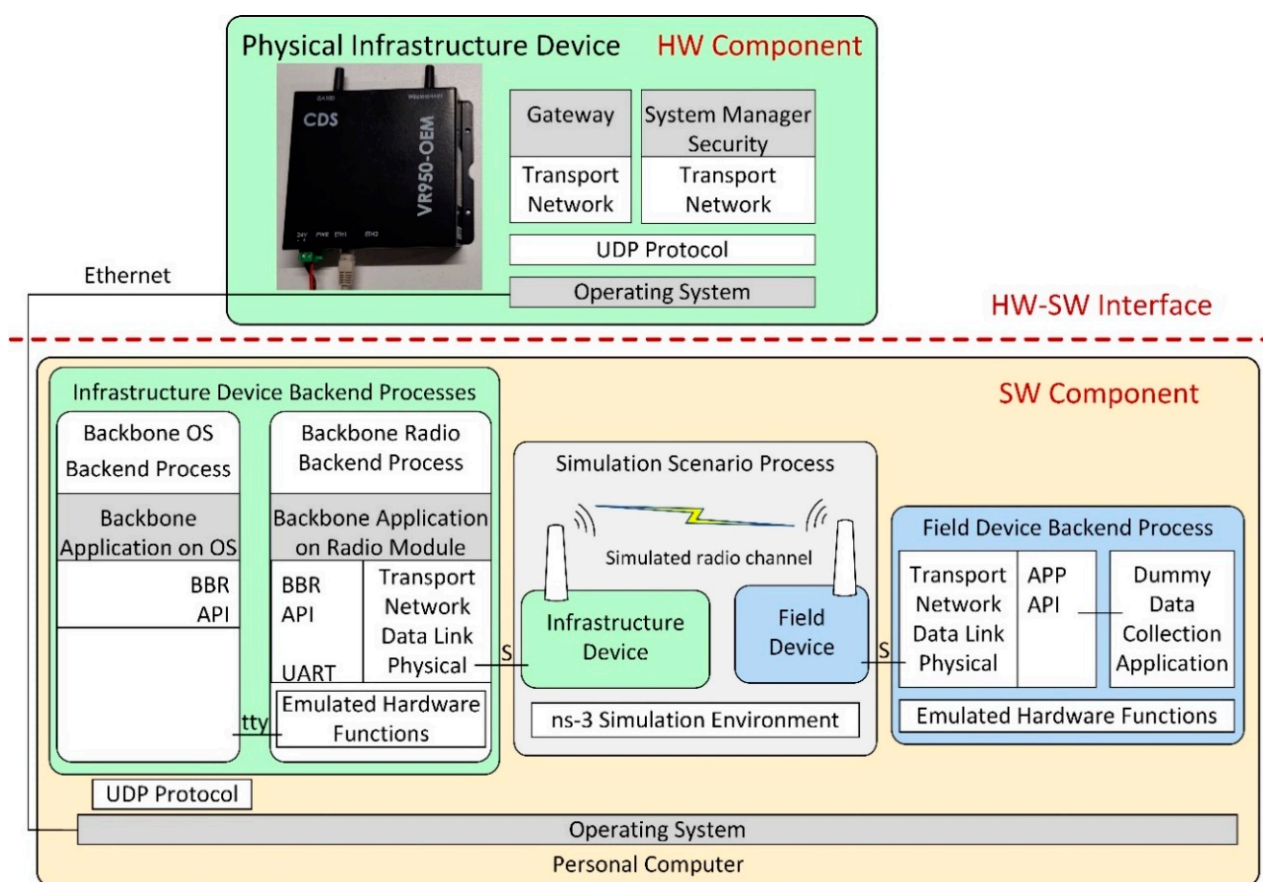 Physical Infrastructure Device
HW Component
CDS
VR950-OEM
24V PWR ETH1 ETH2
Gateway
Transport
Network
System Manager
Security
Transport
Network
UDP Protocol
Operating System
Ethernet
HW-SW Interface
SW Component
Infrastructure Device Backend Processes
Backbone OS
Backend Process
Backbone
Application on OS
BBR
API
tty
Backbone Radio
Backend Process
Backbone Application
on Radio Module
BBR
API
UART
Transport
Network
Data Link
Physical
Emulated Hardware
Functions
S
Simulation Scenario Process
Simulated radio channel
Infrastructure
Device
Field
Device
ns-3 Simulation Environment
S
Field Device Backend Process
Transport
Network
Data Link
Physical
APP
API
Dummy
Data
Collection
Application
Emulated Hardware Functions
UDP Protocol
Operating System
Personal Computer